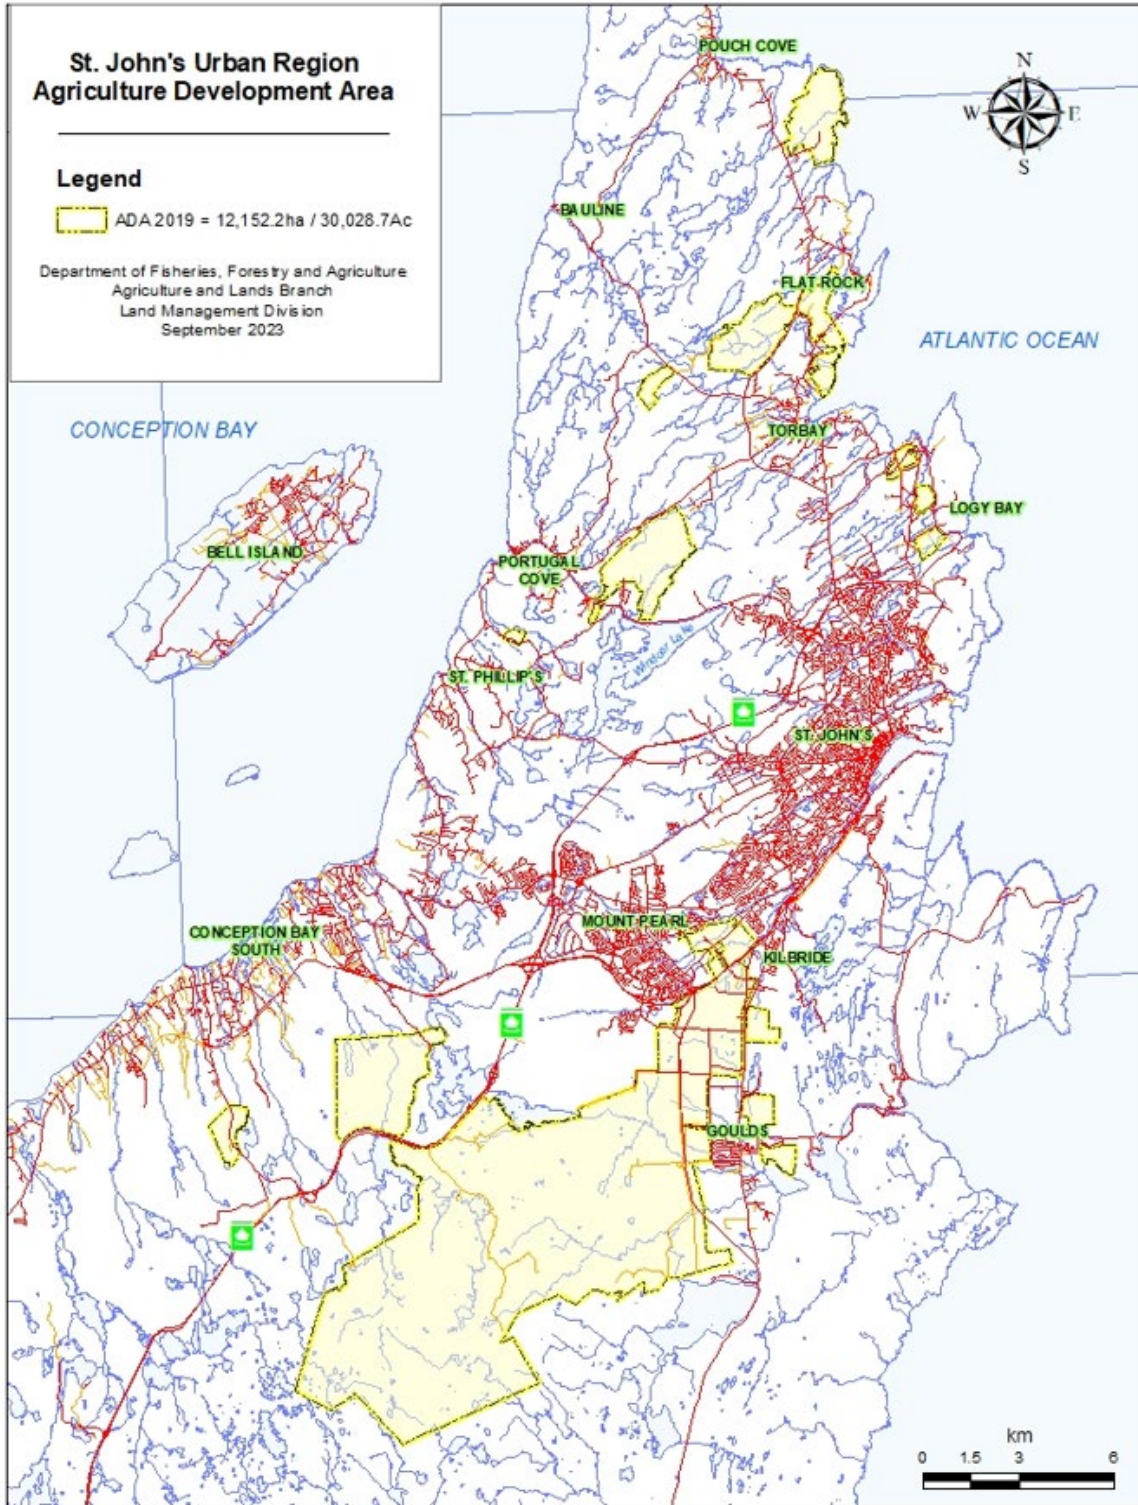 St. John's Urban Region
Agriculture Development Area
Legend
ADA 2019 = 12,152.2ha / 30,028.7Ac
Department of Fisheries, Forestry and Agriculture
Agriculture and Lands Branch
Land Management Division
September 2023
POUCH COVE
N
W E
S
BAULINE
FLAT ROCK
ATLANTIC OCEAN
CONCEPTION BAY
TORBAY
LOGY BAY
BELL ISLAND
PORTUGAL
COVE
Windsor Lake
ST. PHILLIP'S
ST. JOHN'S
MOUNT PEARL
CONCEPTION BAY
SOUTH
KILBRIDE
GOULDS
km
0 1.5 3 6